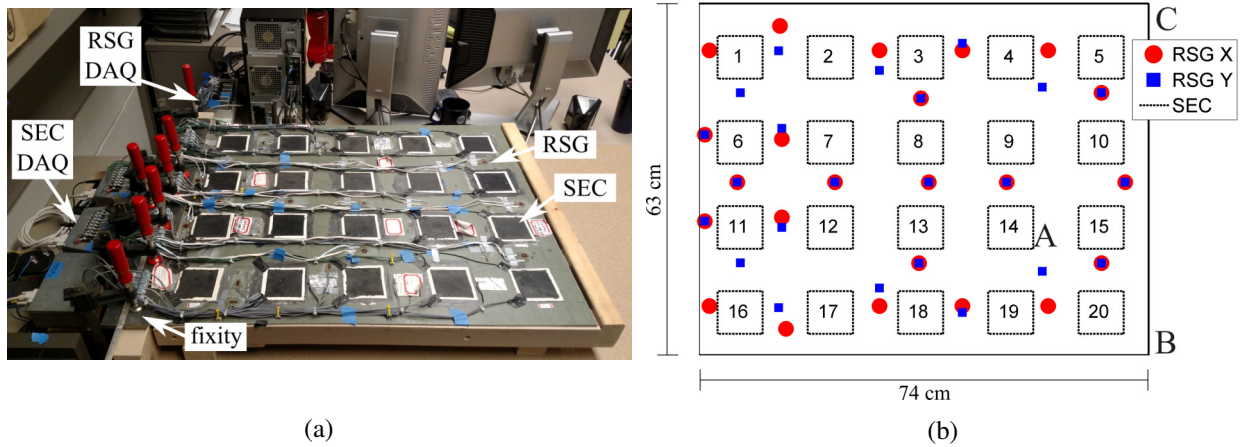 RSG
DAQ
SEC
DAQ
RSG
SEC
fixity
(a)
C
1 2 3 4 5
RSG X
RSG Y
SEC
6 7 8 9 10
63 cm
11 12 13 14 15
A
16 17 18 19 20
B
74 cm
(b)